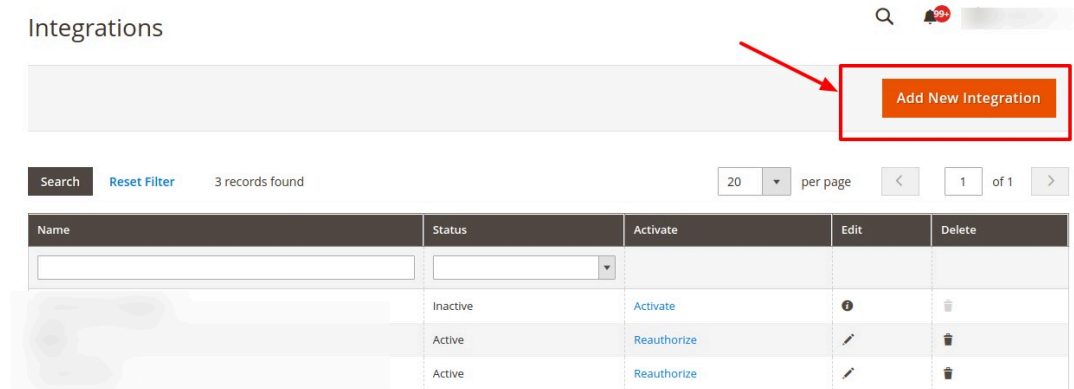 Integrations
99+
Add New Integration
Search Reset Filter 3 records found 20 per page 1 of 1
Name Status Activate Edit Delete
Inactive Activate
Active Reauthorize
Active Reauthorize